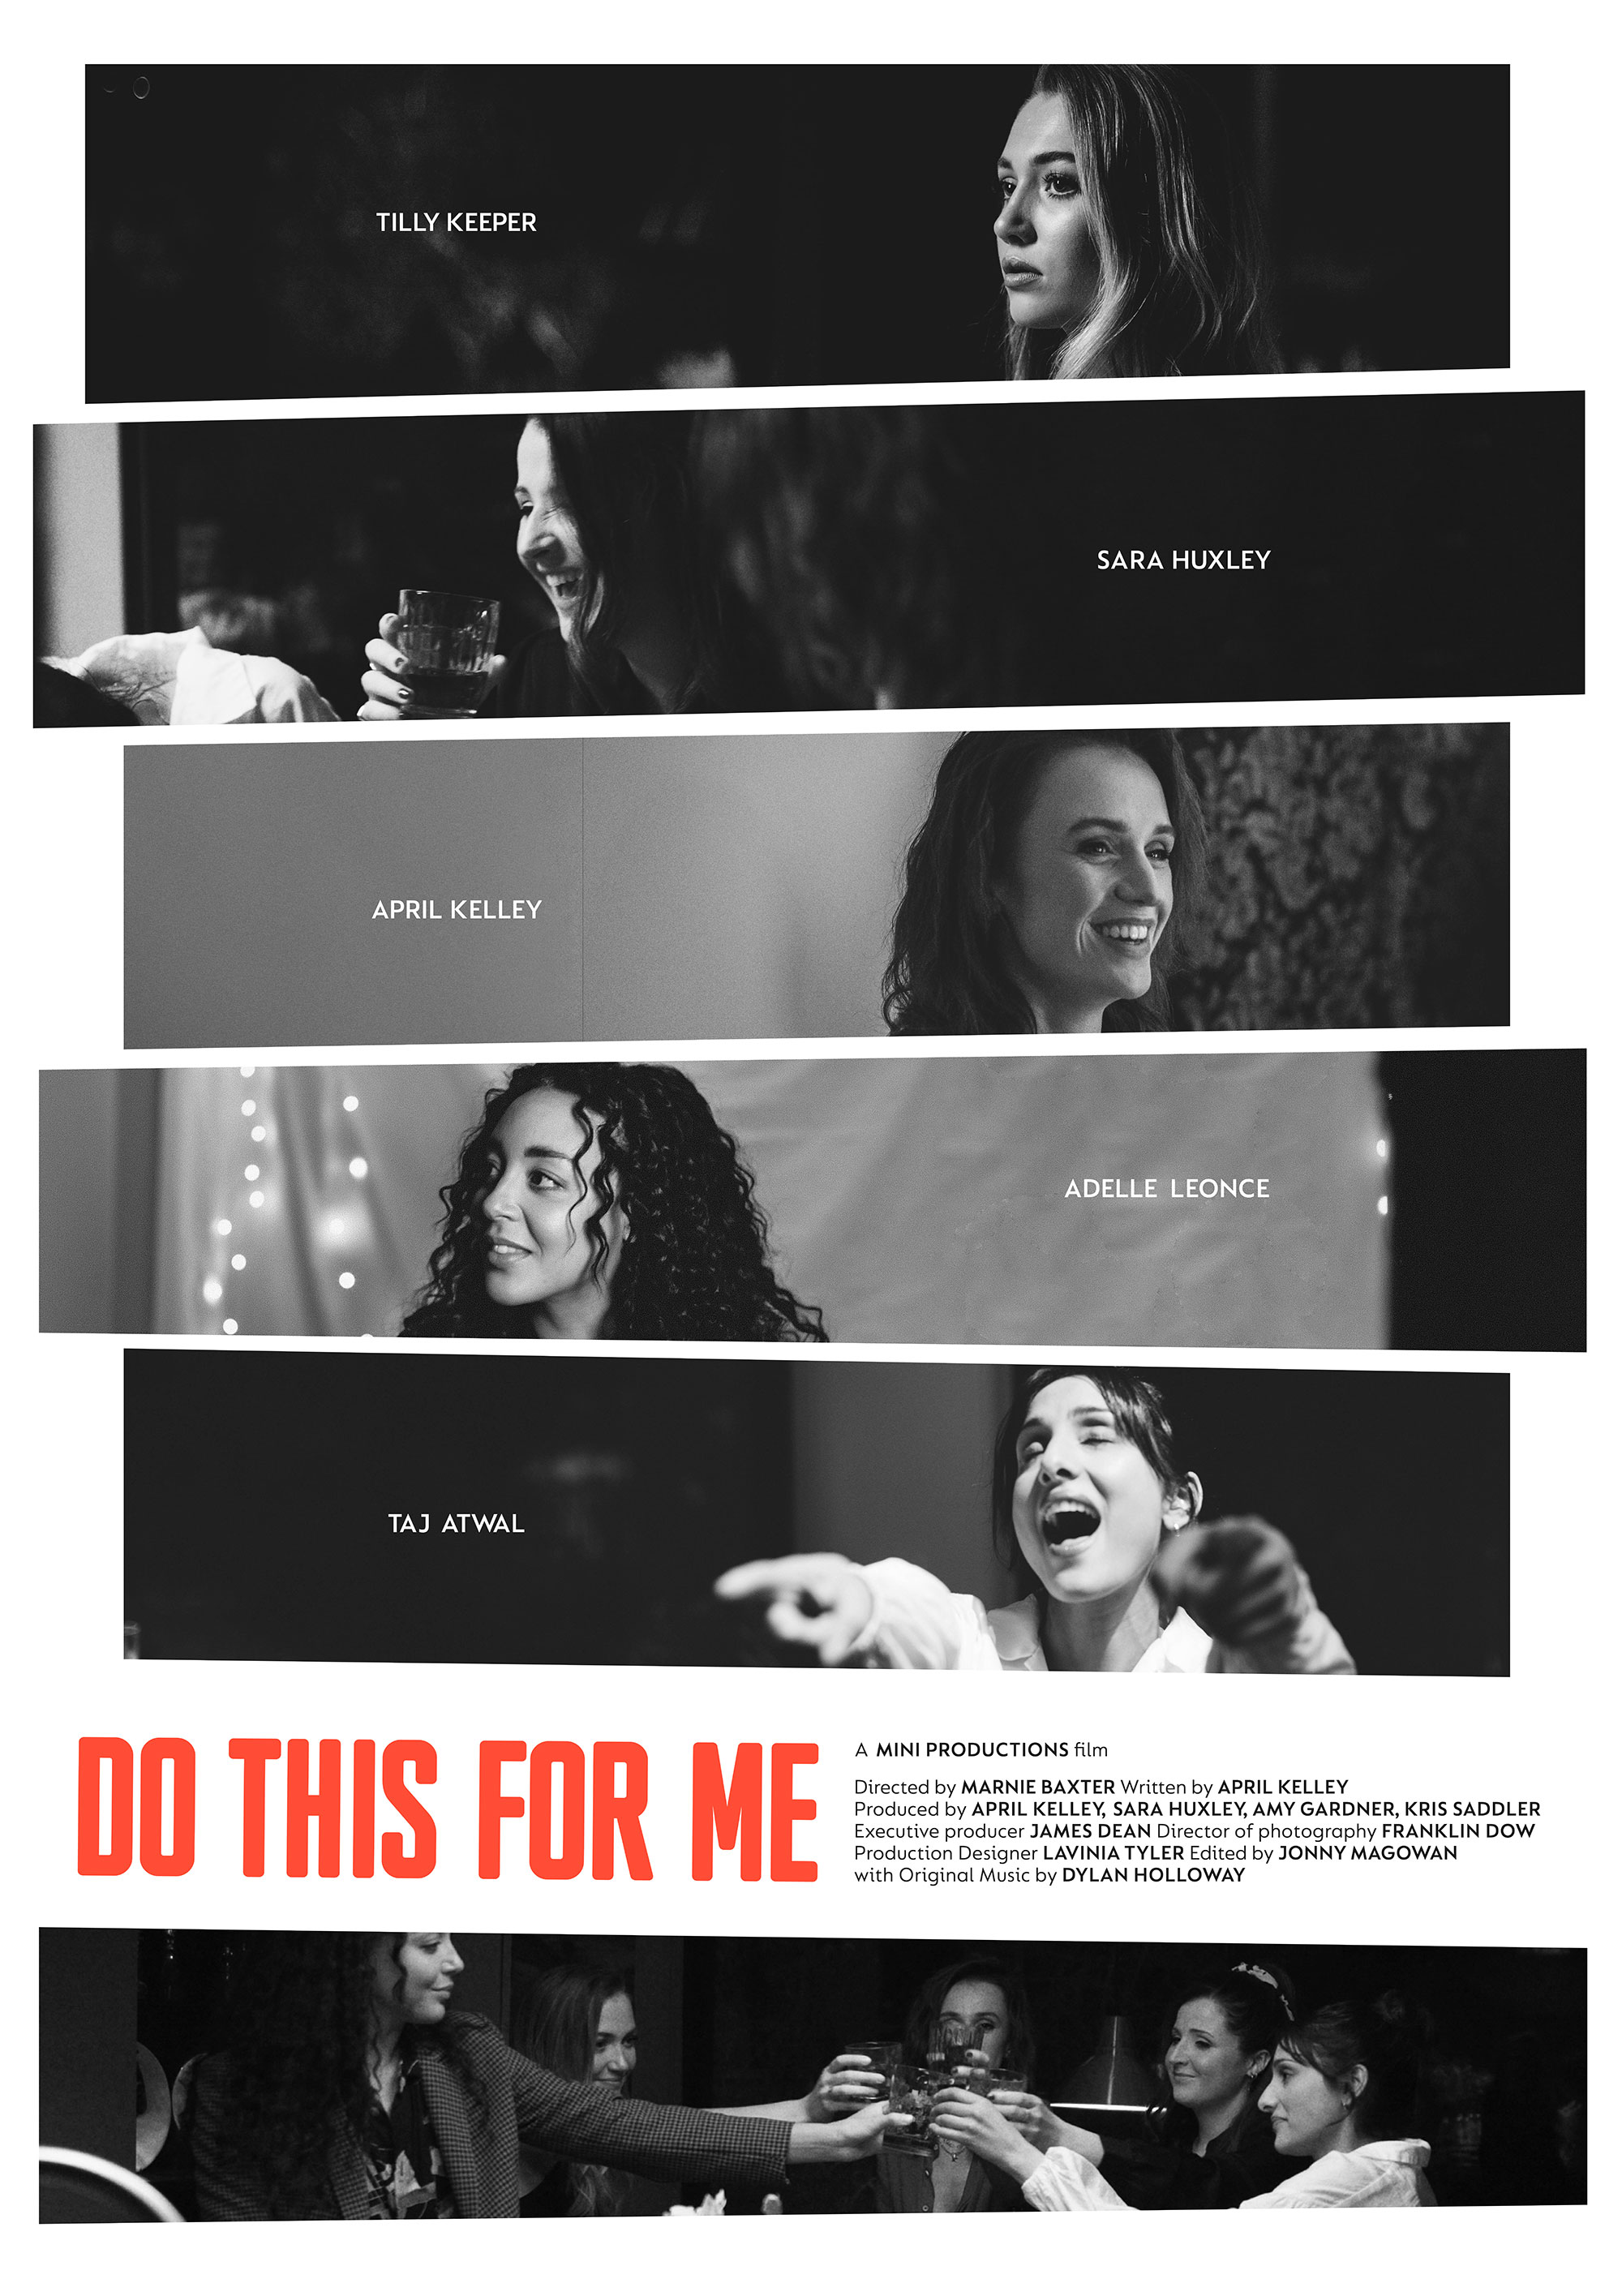 TILLY KEEPER
SARA HUXLEY
APRIL KELLEY
ADELLE LEONCE
TAJ ATWAL
DO THIS FOR ME
A MINI PRODUCTIONS film
Directed by MARNIE BAXTER Written by APRIL KELLEY
Produced by APRIL KELLEY, SARA HUXLEY, AMY GARDNER, KRIS SADDLER
Executive producer JAMES DEAN Director of photography FRANKLIN DOW
Production Designer LAVINIA TYLER Edited by JONNY MAGOWAN
with Original Music by DYLAN HOLLOWAY